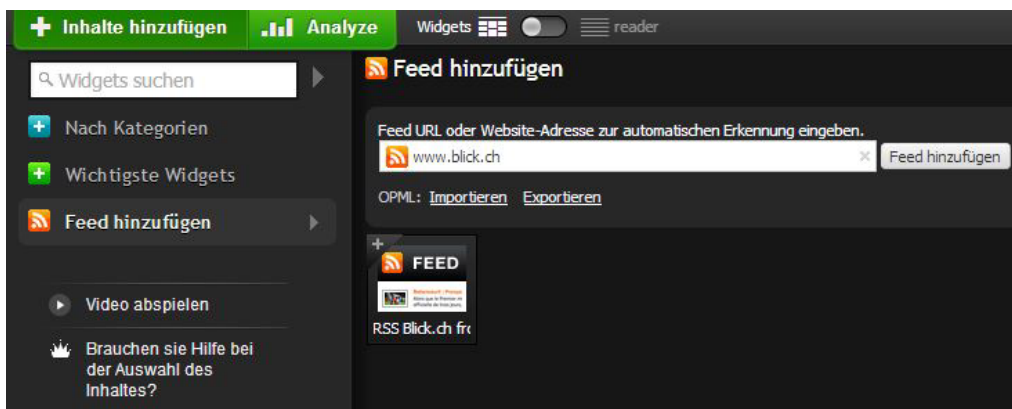 Inhalte hinzufügen Analyze Widgets reader
Widgets suchen
Nach Kategorien
Wichtigste Widgets
Feed hinzufügen
Video abspielen
Brauchen sie Hilfe bei
der Auswahl des
Inhaltes?
Feed hinzufügen
Feed URL oder Website-Adresse zur automatischen Erkennung eingeben.
www.blick.ch Feed hinzufügen
OPML: Importieren Exportieren
FEED
RSS Blick.ch fro